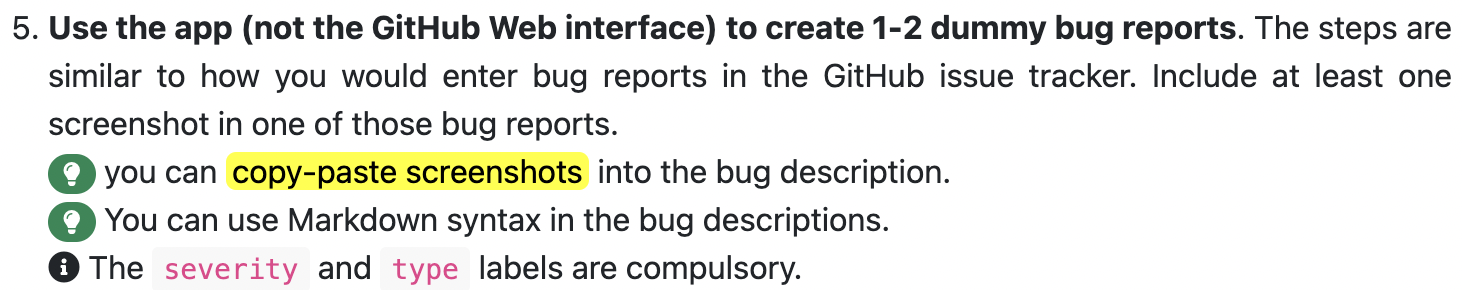 5. Use the app (not the GitHub Web interface) to create 1-2 dummy bug reports. The steps are
similar to how you would enter bug reports in the GitHub issue tracker. Include at least one
screenshot in one of those bug reports.
you can copy-paste screenshots into the bug description.
You can use Markdown syntax in the bug descriptions.
The severity and type labels are compulsory.